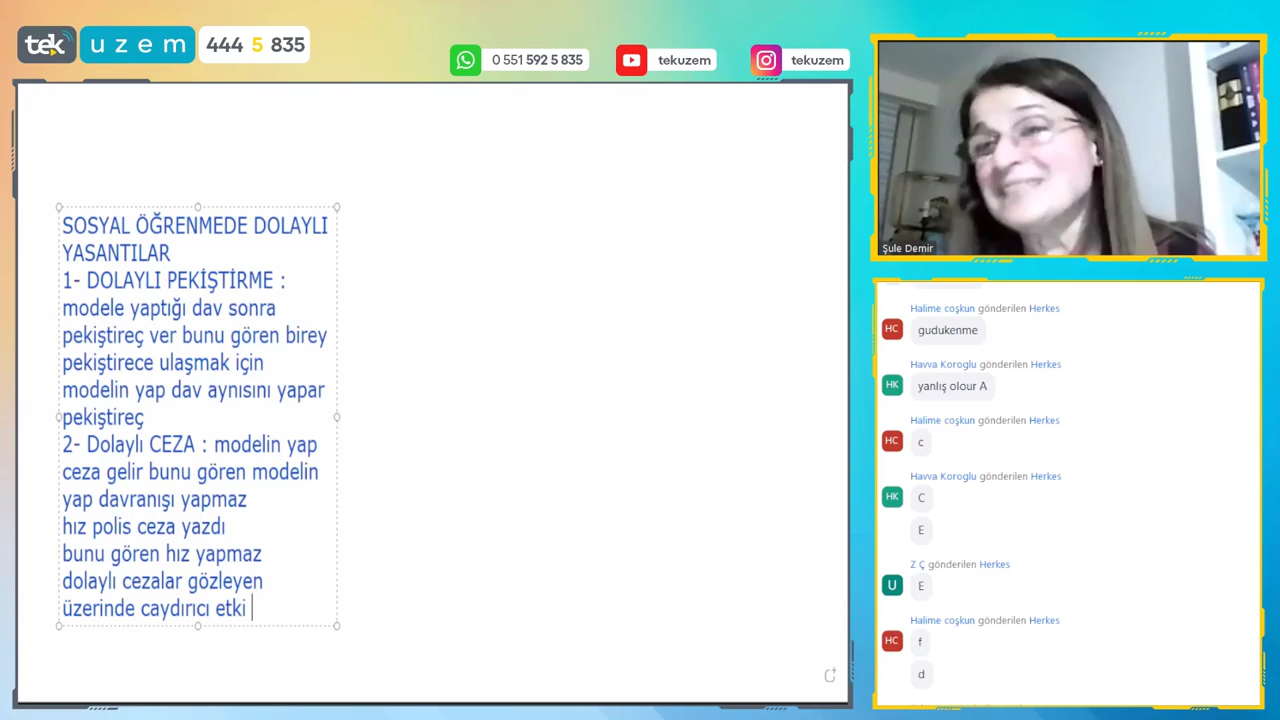 tek uzem 444 5 835
0 551 592 5 835
tekuzem
tekuzem
SOSYAL ÖĞRENMEDE DOLAYLI
YASANTILAR
1- DOLAYLI PEKİŞTİRME :
modele yaptığı dav sonra
pekiştireç ver bunu gören birey
pekiştirece ulaşmak için
modelin yap dav aynısını yapar
pekiştireç
2- Dolaylı CEZA : modelin yap
ceza gelir bunu gören modelin
yap davranışı yapmaz
hız polis ceza yazdı
bunu gören hız yapmaz
dolaylı cezalar gözleyen
üzerinde caydırıcı etki
Şule Demir
Halime coşkun gönderilen Herkes
HC gudukenme
Havva Koroglu gönderilen Herkes
HK yanlış olour A
Halime coşkun gönderilen Herkes
HC c
Havva Koroglu gönderilen Herkes
HK C
E
Z Ç gönderilen Herkes
U E
Halime coşkun gönderilen Herkes
HC f
d